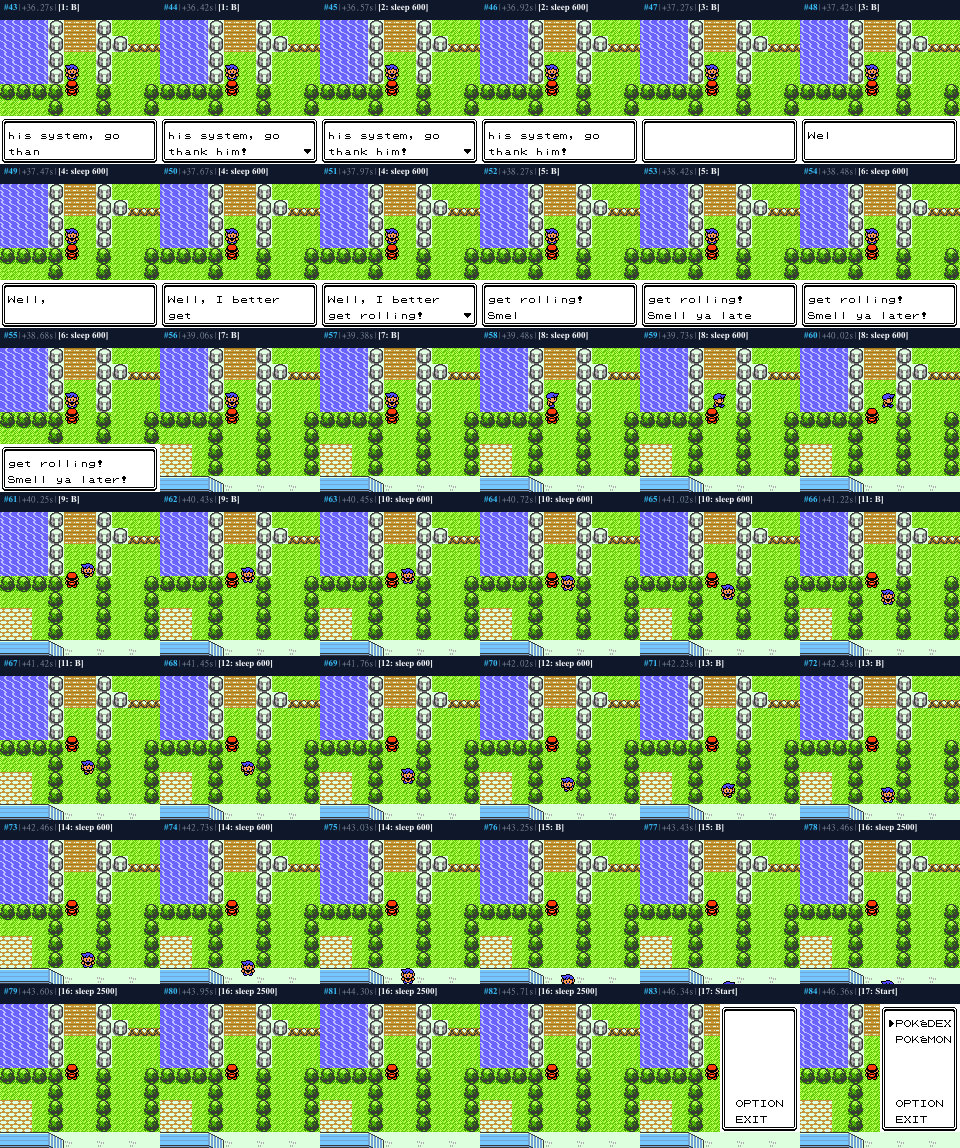 #43|+36.27s| [1: B]
#44|+36.42s| [1: B]
#45|+36.57s| [2: sleep 600]
#46|+36.92s| [2: sleep 600]
#47|+37.27s| [3: B]
#48|+37.42s| [3: B]
his system, go
than
his system, go
thank him!
his system, go
thank him!
his system, go
thank him!
Wel
#49|+37.47s| [4: sleep 600]
#50|+37.67s| [4: sleep 600]
#51|+37.97s| [4: sleep 600]
#52|+38.27s| [5: B]
#53|+38.42s| [5: B]
#54|+38.48s| [6: sleep 600]
Well,
Well, I better
get
Well, I better
get rolling!
get rolling!
Smel
get rolling!
Smell ya late
get rolling!
Smell ya later!
#55|+38.68s| [6: sleep 600]
#56|+39.06s| [7: B]
#57|+39.38s| [7: B]
#58|+39.48s| [8: sleep 600]
#59|+39.73s| [8: sleep 600]
#60|+40.02s| [8: sleep 600]
get rolling!
Smell ya later!
#61|+40.25s| [9: B]
#62|+40.43s| [9: B]
#63|+40.45s| [10: sleep 600]
#64|+40.72s| [10: sleep 600]
#65|+41.02s| [10: sleep 600]
#66|+41.22s| [11: B]
#67|+41.42s| [11: B]
#68|+41.45s| [12: sleep 600]
#69|+41.76s| [12: sleep 600]
#70|+42.02s| [12: sleep 600]
#71|+42.23s| [13: B]
#72|+42.43s| [13: B]
#73|+42.46s| [14: sleep 600]
#74|+42.73s| [14: sleep 600]
#75|+43.03s| [14: sleep 600]
#76|+43.25s| [15: B]
#77|+43.43s| [15: B]
#78|+43.46s| [16: sleep 2500]
#79|+43.60s| [16: sleep 2500]
#80|+43.95s| [16: sleep 2500]
#81|+44.30s| [16: sleep 2500]
#82|+45.71s| [16: sleep 2500]
#83|+46.34s| [17: Start]
#84|+46.36s| [17: Start]
OPTION
EXIT
POKéDEX
POKéMON
OPTION
EXIT